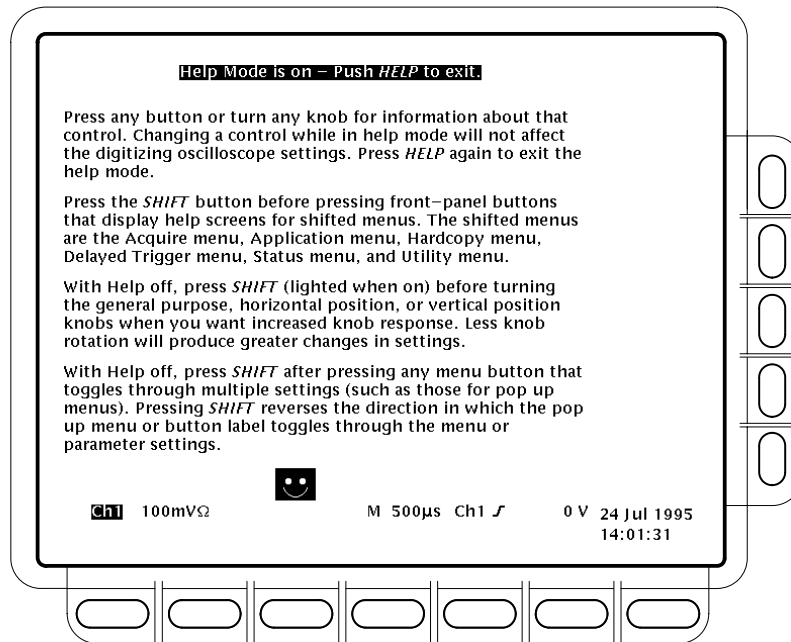 Help Mode is on – Push HELP to exit.
Press any button or turn any knob for information about that
control. Changing a control while in help mode will not affect
the digitizing oscilloscope settings. Press HELP again to exit the
help mode.
Press the SHIFT button before pressing front–panel buttons
that display help screens for shifted menus. The shifted menus
are the Acquire menu, Application menu, Hardcopy menu,
Delayed Trigger menu, Status menu, and Utility menu.
With Help off, press SHIFT (lighted when on) before turning
the general purpose, horizontal position, or vertical position
knobs when you want increased knob response. Less knob
rotation will produce greater changes in settings.
With Help off, press SHIFT after pressing any menu button that
toggles through multiple settings (such as those for pop up
menus). Pressing SHIFT reverses the direction in which the pop
up menu or button label toggles through the menu or
parameter settings.
Ch1 100mVΩ M 500µs Ch1 0 V 24 Jul 1995
14:01:31